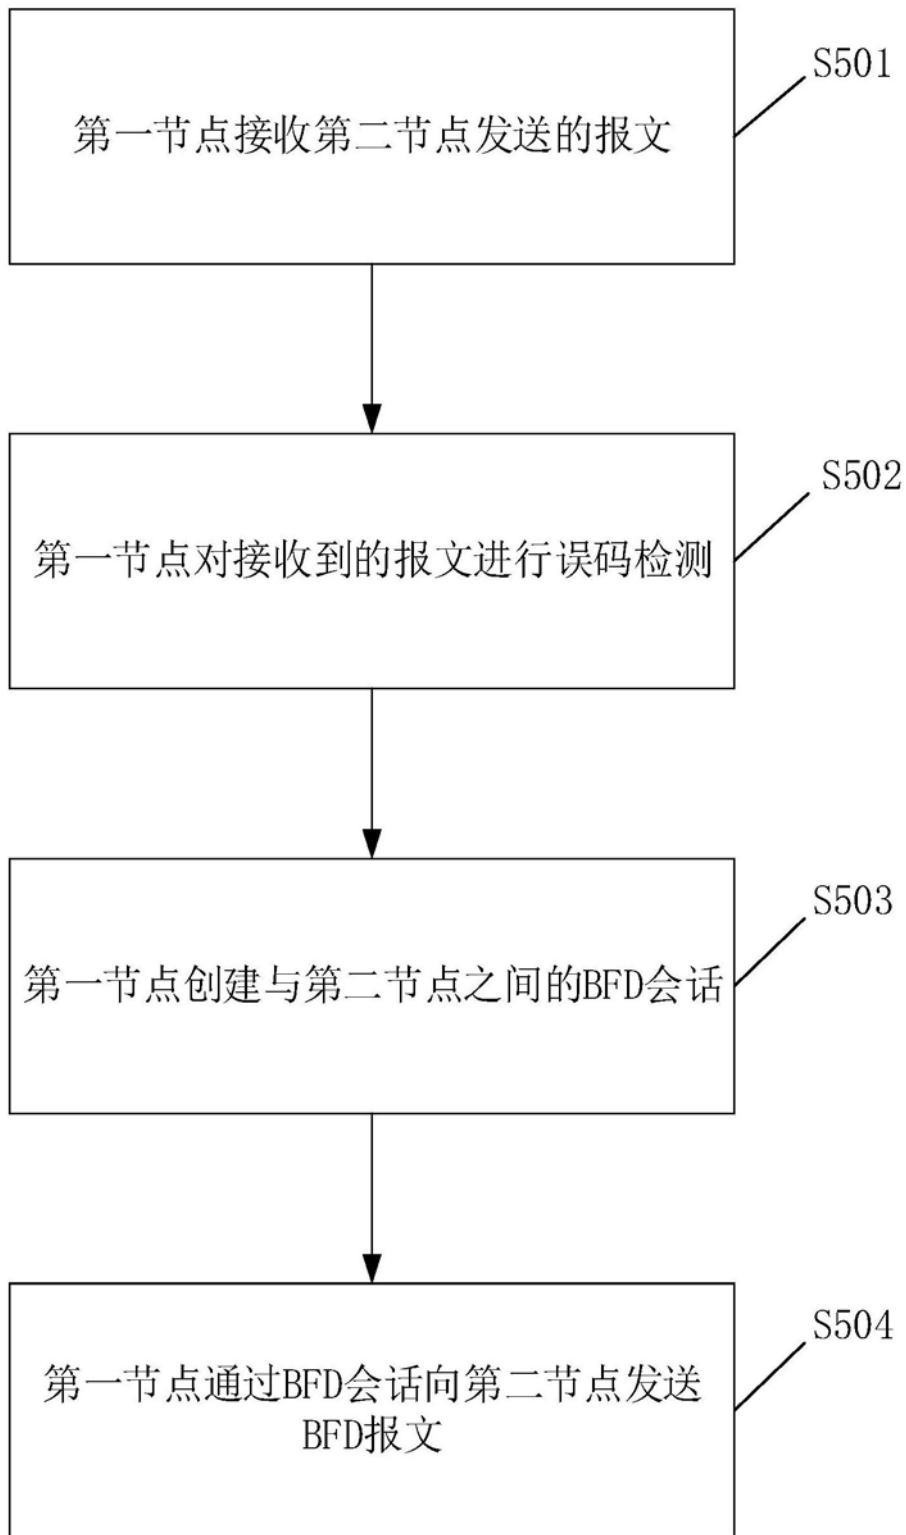 第一节点接收第二节点发送的报文
S501
第一节点对接收到的报文进行误码检测
S502
第一节点创建与第二节点之间的BFD会话
S503
第一节点通过BFD会话向第二节点发送
BFD报文
S504